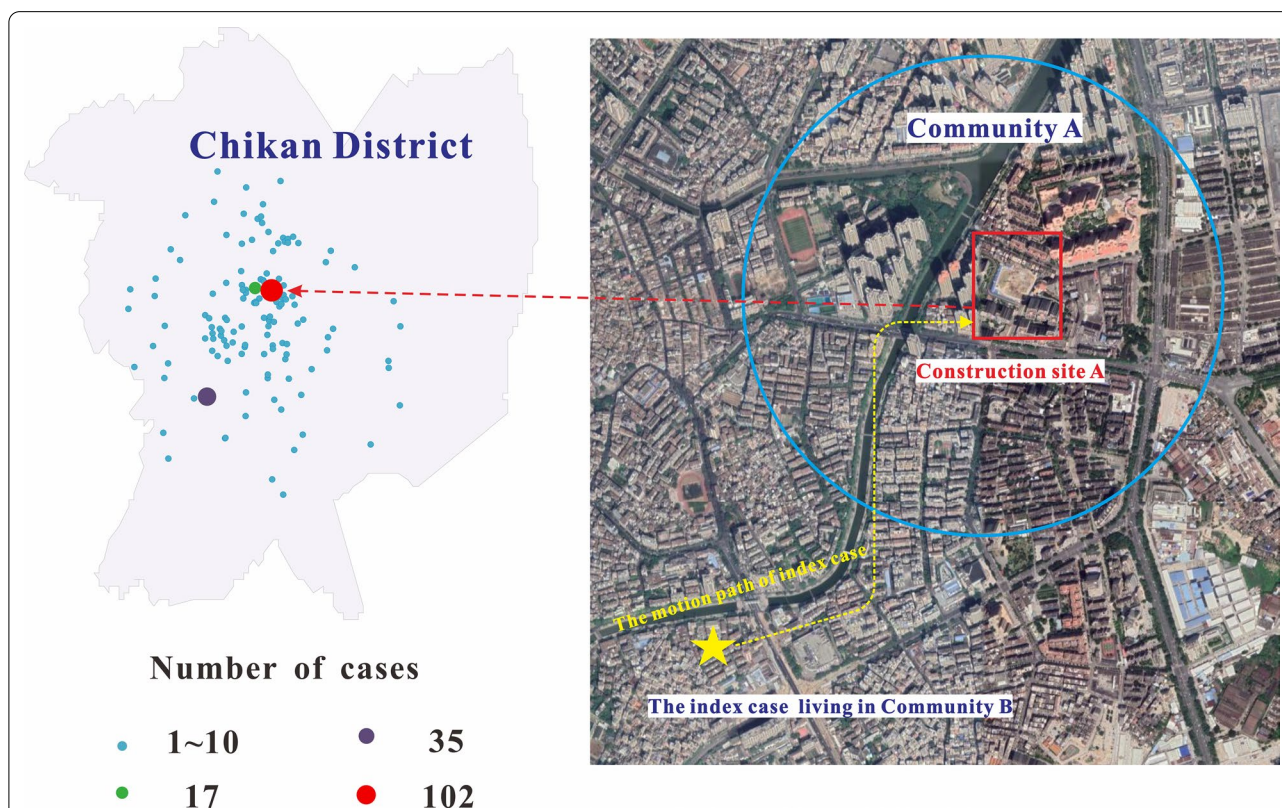 Chikan District
Community A
Construction site A
The motion path of index case
The index case living in Community B
Number of cases
1~10
35
17
102